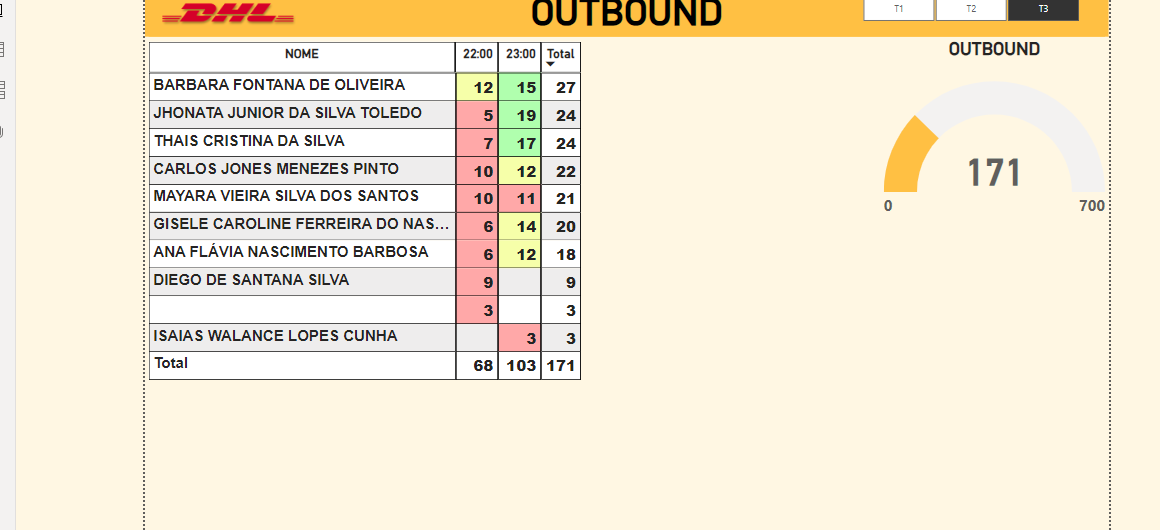 DHL
OUTBOUND
T1 T2 T3
NOME 22:00 23:00 Total
BARBARA FONTANA DE OLIVEIRA 12 15 27
JHONATA JUNIOR DA SILVA TOLEDO 5 19 24
THAIS CRISTINA DA SILVA 7 17 24
CARLOS JONES MENEZES PINTO 10 12 22
MAYARA VIEIRA SILVA DOS SANTOS 10 11 21
GISELE CAROLINE FERREIRA DO NAS... 6 14 20
ANA FLÁVIA NASCIMENTO BARBOSA 6 12 18
DIEGO DE SANTANA SILVA 9 9
3 3
ISAIAS WALANCE LOPES CUNHA 3 3
Total 68 103 171
OUTBOUND
171
0 700